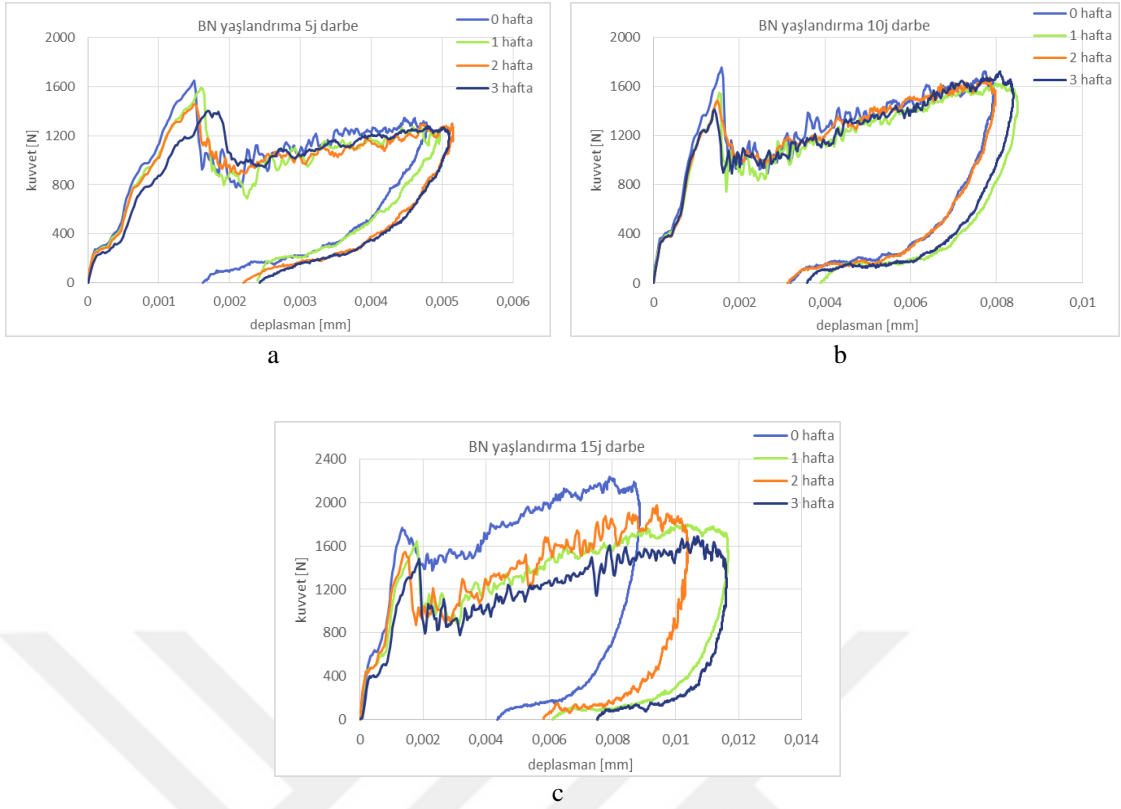 BN yaşlandrıma 5j darbe
0 hafta
1 hafta
2 hafta
3 hafta
kuvvet [N]
2000
1600
1200
800
400
0
0 0,001 0,002 0,003 0,004 0,005 0,006
deplasman [mm]
a
BN yaşlandırma 10j darbe
0 hafta
1 hafta
2 hafta
3 hafta
kuvvet [N]
2000
1600
1200
800
400
0
0 0,002 0,004 0,006 0,008 0,01
deplasman [mm]
b
BN yaşlandırma 15j darbe
0 hafta
1 hafta
2 hafta
3 hafta
kuvvet [N]
2400
2000
1600
1200
800
400
0
0 0,002 0,004 0,006 0,008 0,01 0,012 0,014
deplasman [mm]
c